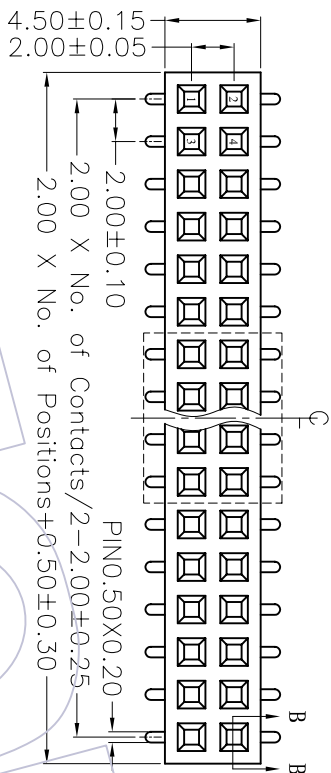 4.50±0.15
2.00±0.05
1
2
3
4
2.00±0.10
2.00 X No. of Contacts/2-2.00±0.25
2.00 X No. of Positions+0.50±0.30
PIN0.50X0.20
B
B